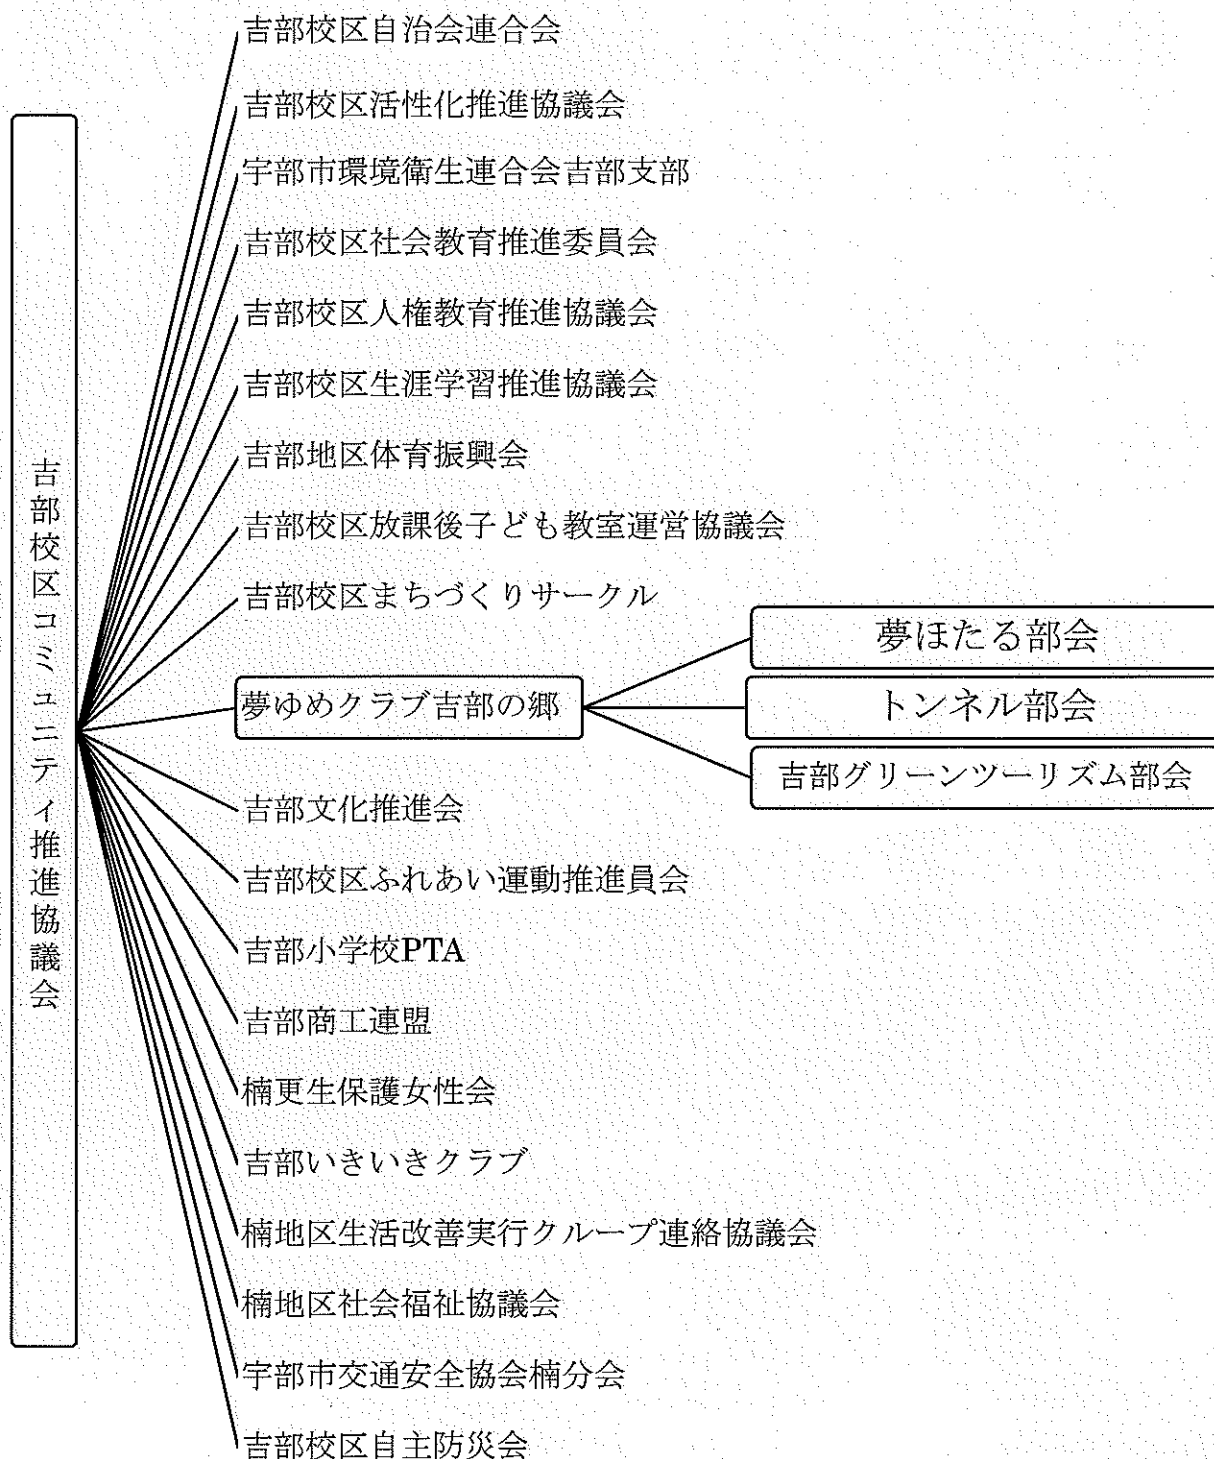 吉部校区コミュニティ推進協議会
吉部校区自治会連合会
吉部校区活性化推進協議会
宇部市環境衛生連合会吉部支部
吉部校区社会教育推進委員会
吉部校区人権教育推進協議会
吉部校区生涯学習推進協議会
吉部地区体育振興会
吉部校区放課後子ども教室運営協議会
吉部校区まちづくりサークル
夢ゆめクラブ吉部の郷
夢ほたる部会
トンネル部会
吉部グリーンツーリズム部会
吉部文化推進会
吉部校区ふれあい運動推進員会
吉部小学校PTA
吉部商工連盟
楠更生保護女性会
吉部いきいきクラブ
楠地区生活改善実行クループ連絡協議会
楠地区社会福祉協議会
宇部市交通安全協会楠分会
吉部校区自主防災会